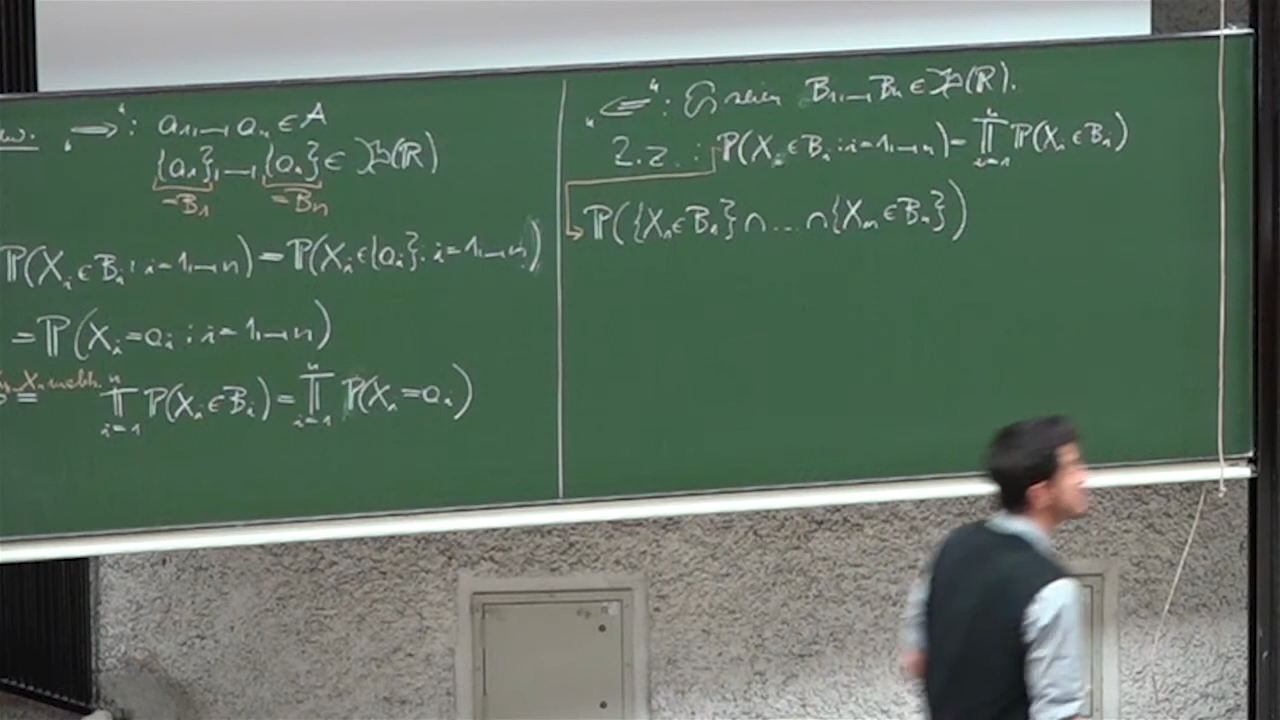 "⟹": a₁, …, aₙ ∈ A
{a₁}, …, {aₙ} ∈ 𝔅(ℝ)
=B₁ =Bₙ
ℙ(Xᵢ ∈ Bᵢ : i=1, …, n) = ℙ(Xᵢ ∈ {aᵢ} : i=1, …, n)
= ℙ(Xᵢ = aᵢ : i=1, …, n)
= ∏ᵢ₌₁ⁿ ℙ(Xᵢ ∈ Bᵢ) = ∏ᵢ₌₁ⁿ ℙ(Xᵢ = aᵢ)
"⟸": Seien B₁, …, Bₙ ∈ 𝔅(ℝ).
Z.z.: ℙ(Xᵢ ∈ Bᵢ : i=1, …, n) = ∏ᵢ₌₁ⁿ ℙ(Xᵢ ∈ Bᵢ)
ℙ({X₁ ∈ B₁} ∩ … ∩ {Xₙ ∈ Bₙ})